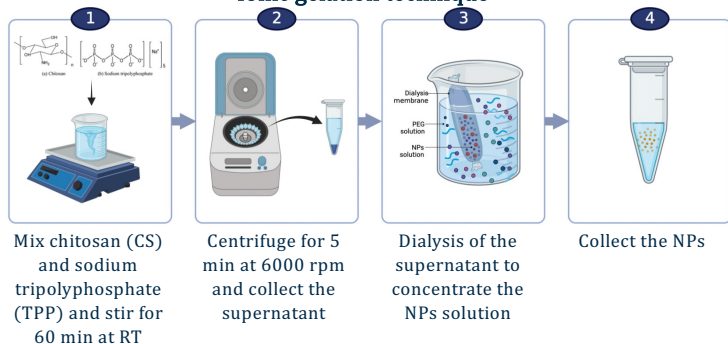 ionic gelation technique
1
2
3
4
(a) Chitosan
(b) Sodium tripolyphosphate
Dialysis
membrane
PEG
solution
NPs
solution
Mix chitosan (CS)
and sodium
tripolyphosphate
(TPP) and stir for
60 min at RT
Centrifuge for 5
min at 6000 rpm
and collect the
supernatant
Dialysis of the
supernatant to
concentrate the
NPs solution
Collect the NPs